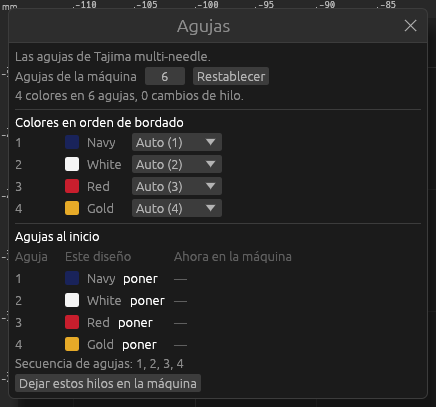 mm
-110
-105
-100
-95
-90
-85
Agujas
Las agujas de Tajima multi-needle.
Agujas de la máquina 6 Restablecer
4 colores en 6 agujas, 0 cambios de hilo.
Colores en orden de bordado
1 Navy Auto (1)
2 White Auto (2)
3 Red Auto (3)
4 Gold Auto (4)
Agujas al inicio
Aguja Este diseño Ahora en la máquina
1 Navy poner —
2 White poner —
3 Red poner —
4 Gold poner —
Secuencia de agujas: 1, 2, 3, 4
Dejar estos hilos en la máquina